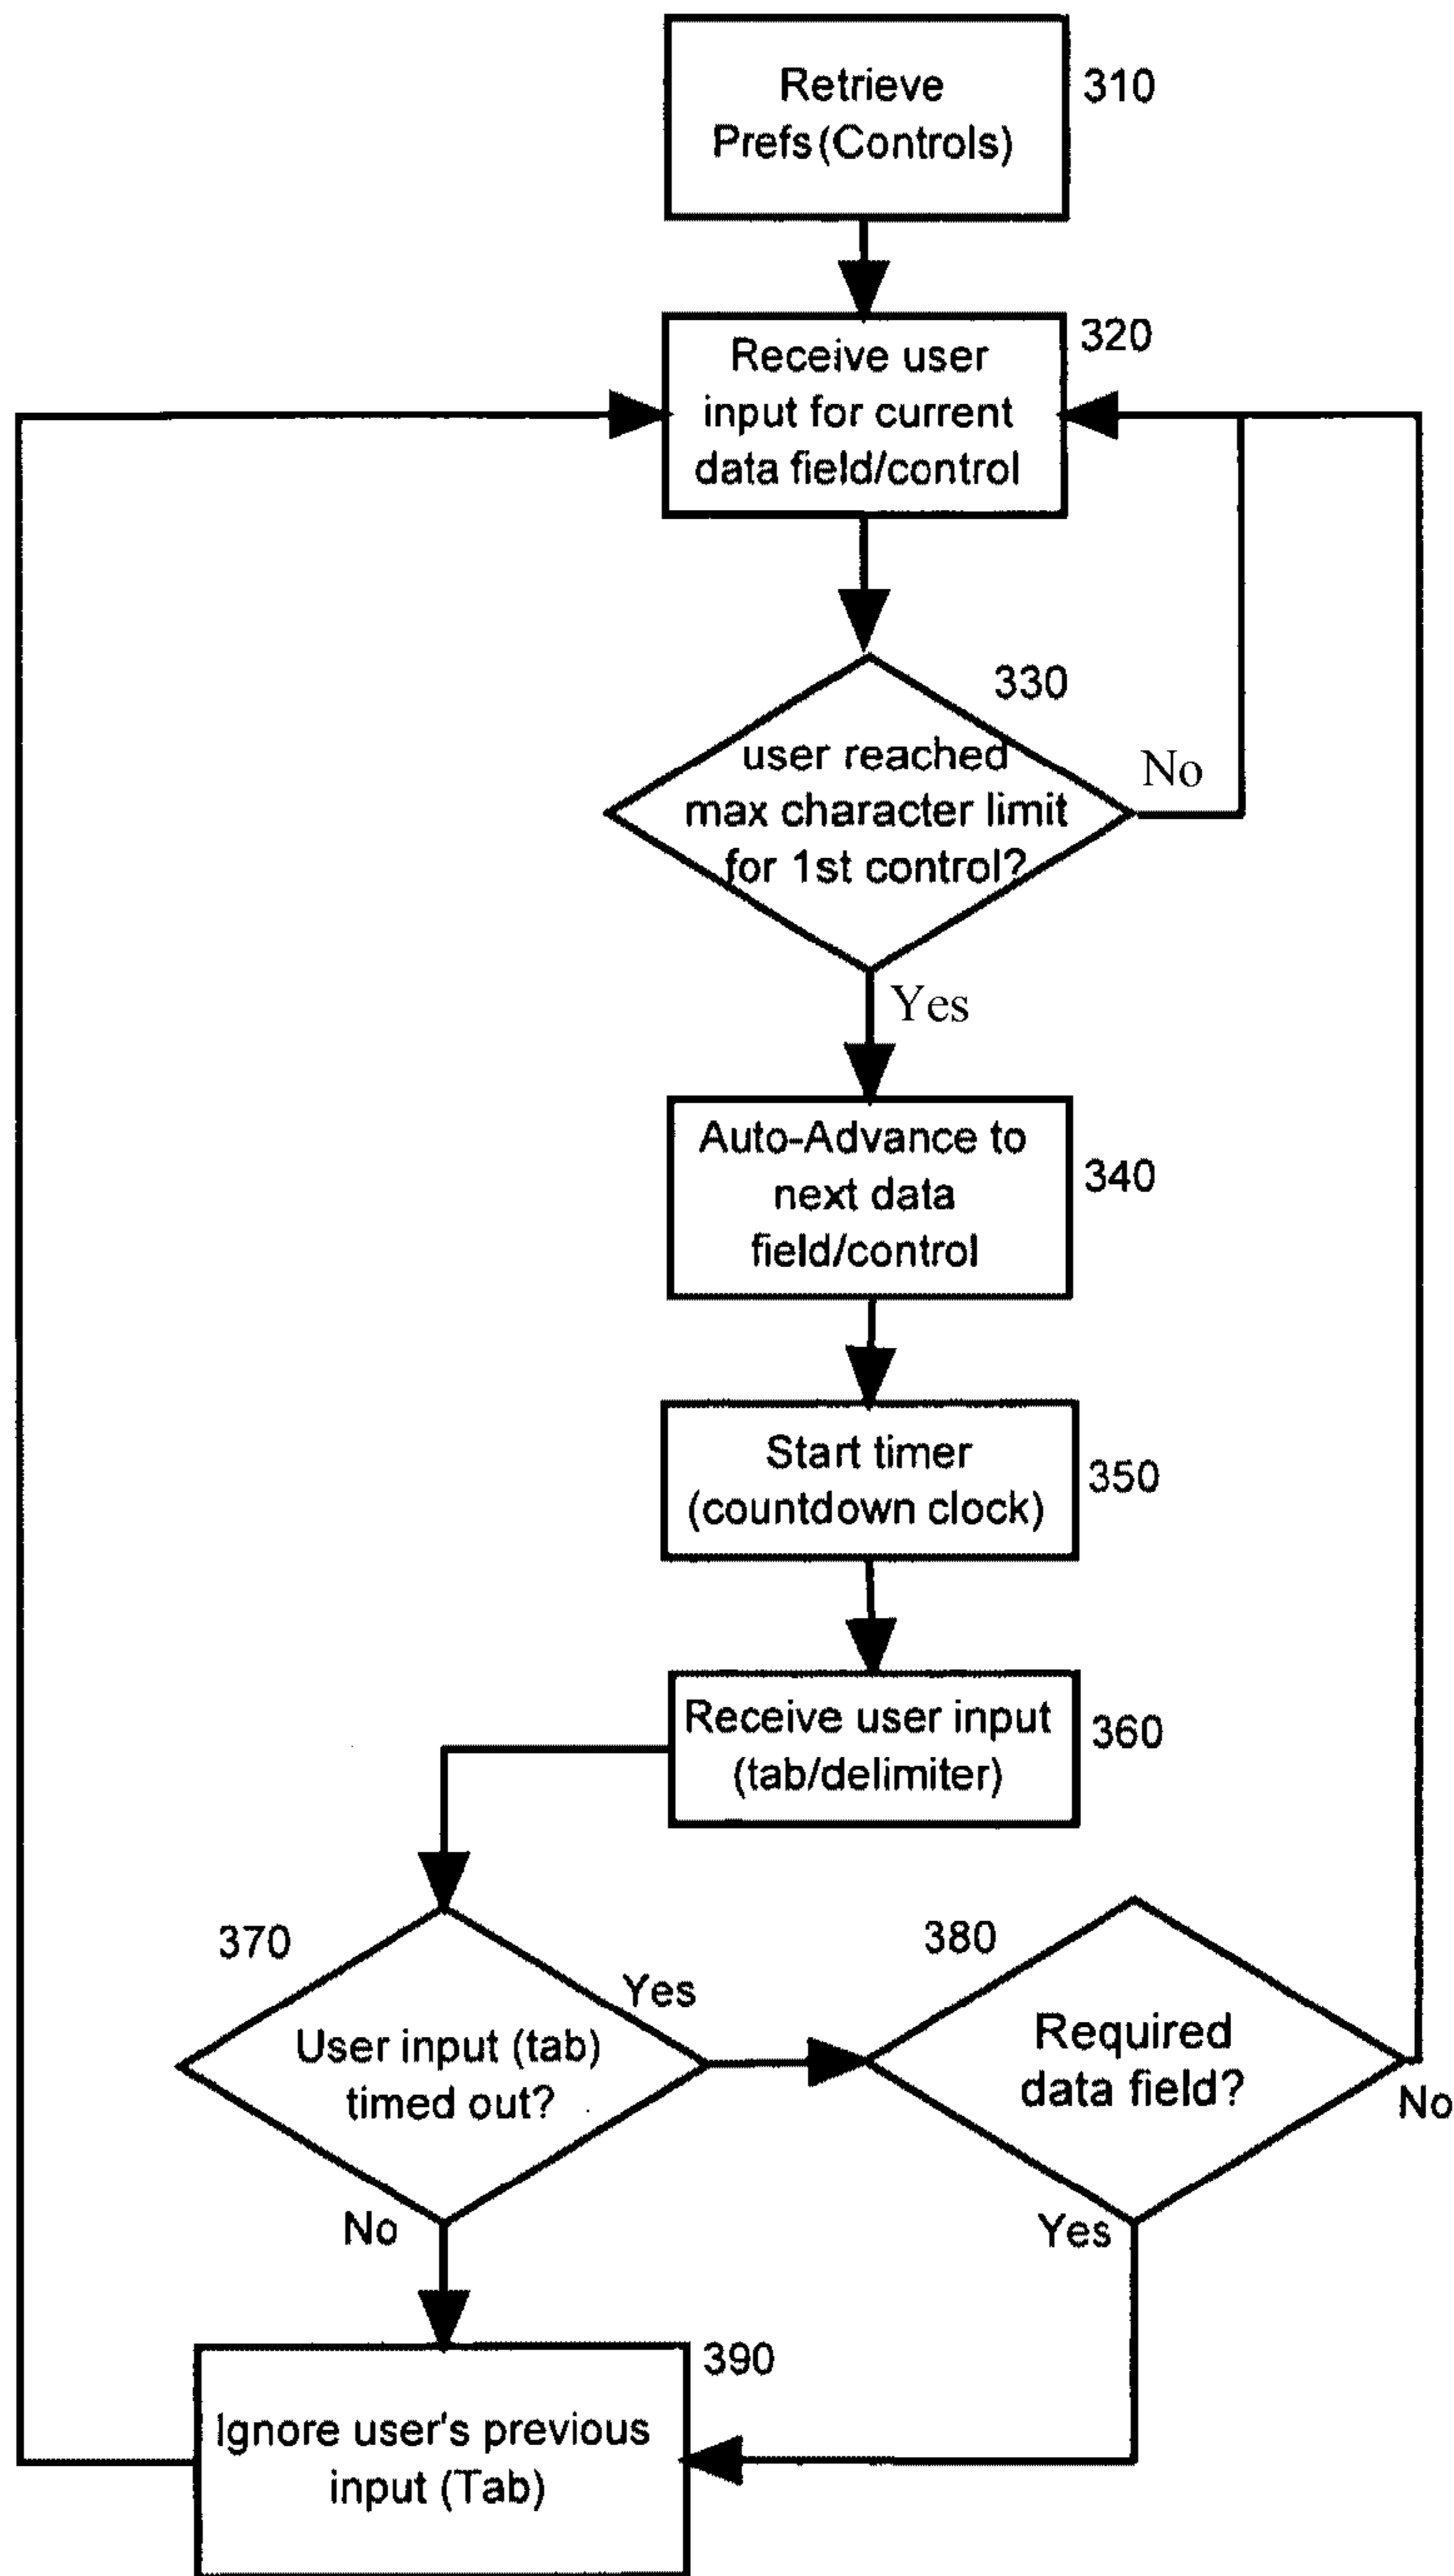 Retrieve
Prefs (Controls)
310
320
Receive user
input for current
data field/control
330
user reached
max character limit
for 1st control?
No
Yes
Auto-Advance to
next data
field/control
340
Start timer
(countdown clock)
350
Receive user input
(tab/delimiter)
360
370
User input (tab)
timed out?
Yes
No
380
Required
data field?
No
Yes
390
Ignore user's previous
input (Tab)